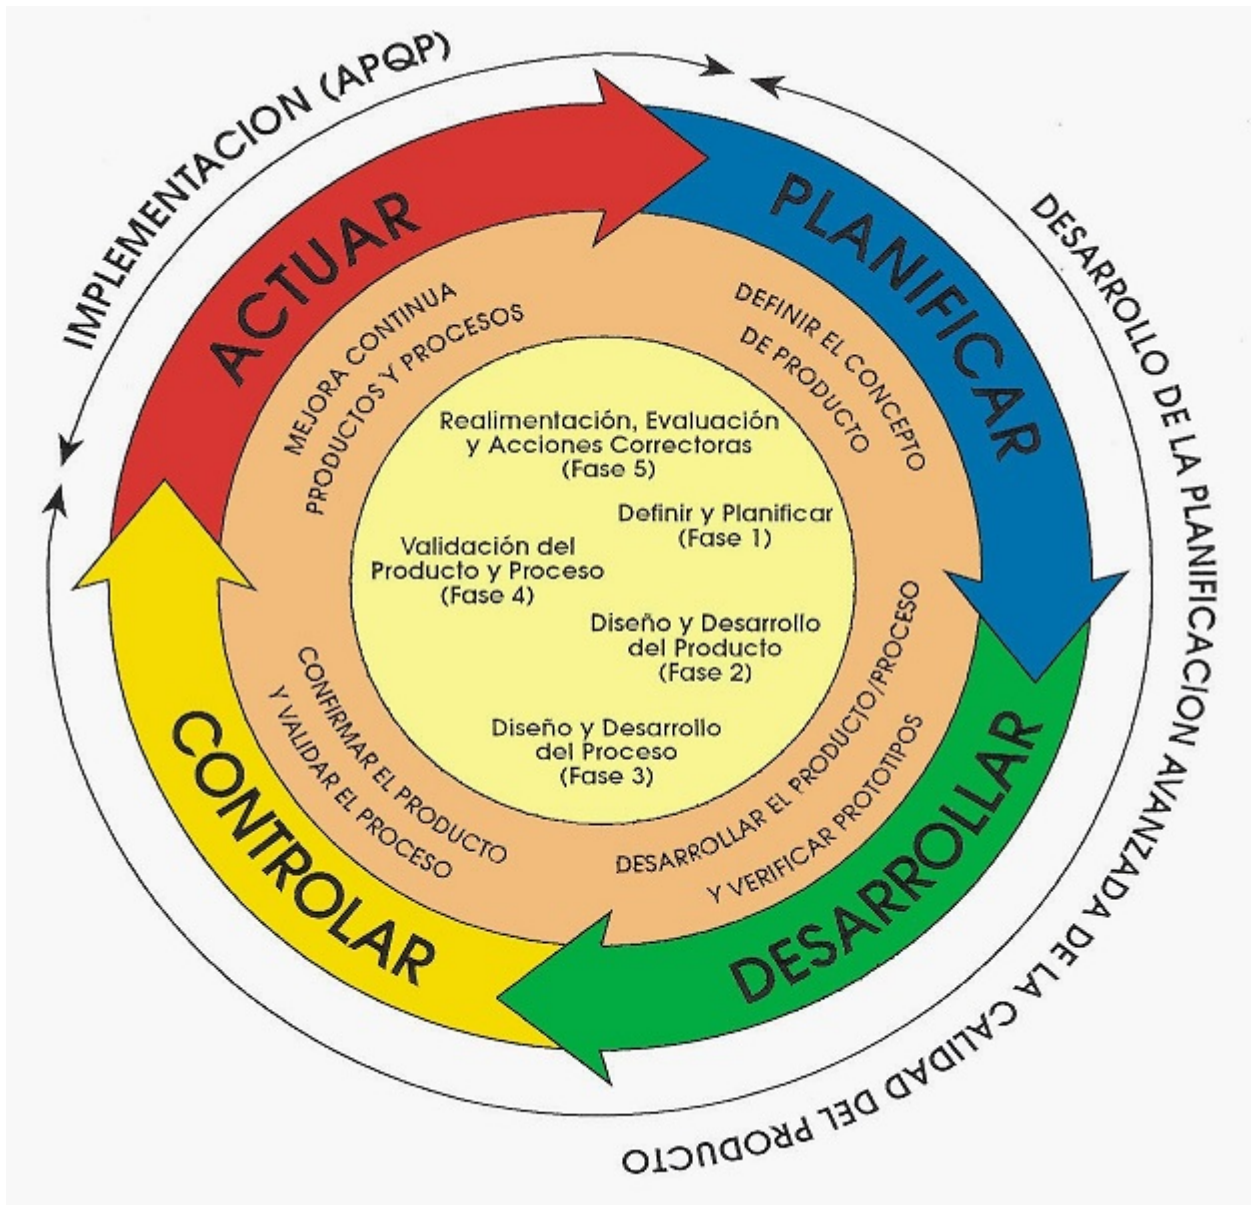 IMPLEMENTACION (APQP)
DESARROLLO DE LA PLANIFICACION AVANZADA DE LA CALIDAD DEL PRODUCTO
ACTUAR
PLANIFICAR
DESARROLLAR
CONTROLAR
MEJORA CONTINUA
PRODUCTOS Y PROCESOS
DEFINIR EL CONCEPTO
DE PRODUCTO
DESARROLLAR EL PRODUCTO/PROCESO
Y VERIFICAR PROTOTIPOS
CONFIRMAR EL PRODUCTO
Y VALIDAR EL PROCESO
Realimentación, Evaluación
y Acciones Correctoras
(Fase 5)
Definir y Planificar
(Fase 1)
Validación del
Producto y Proceso
(Fase 4)
Diseño y Desarrollo
del Producto
(Fase 2)
Diseño y Desarrollo
del Proceso
(Fase 3)